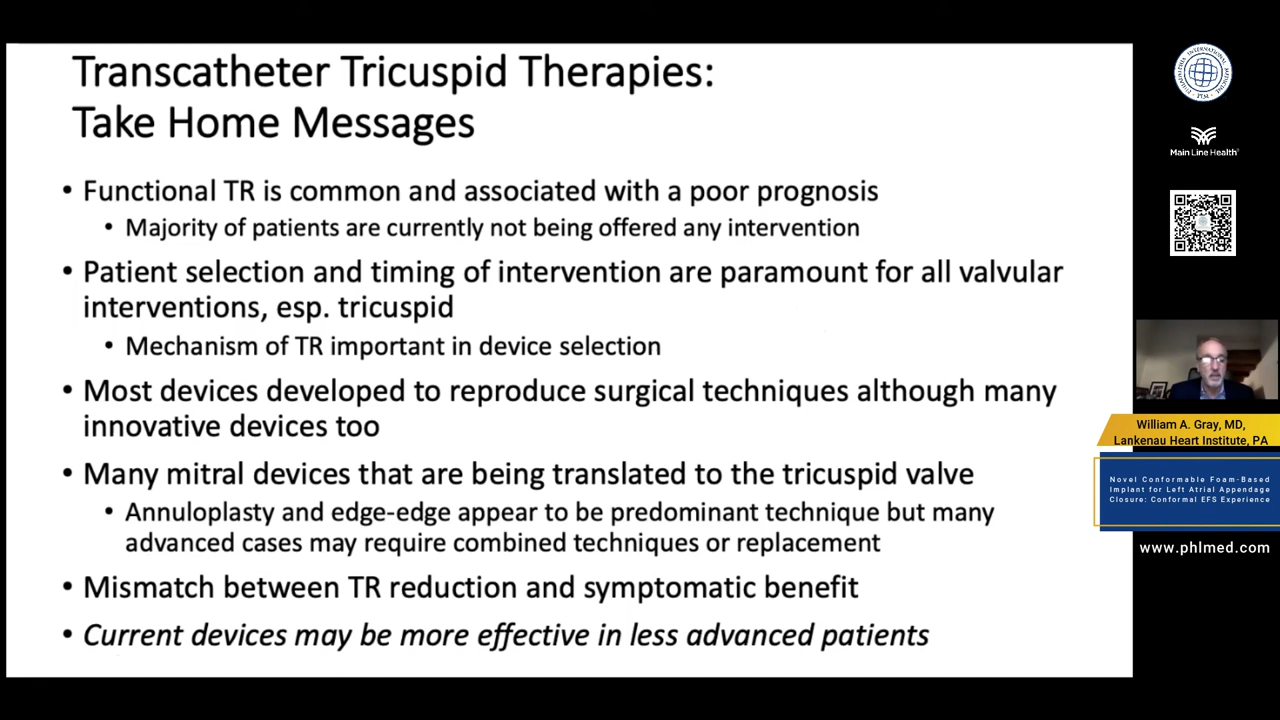 Transcatheter Tricuspid Therapies:
Take Home Messages
• Functional TR is common and associated with a poor prognosis
• Majority of patients are currently not being offered any intervention
• Patient selection and timing of intervention are paramount for all valvular
interventions, esp. tricuspid
• Mechanism of TR important in device selection
• Most devices developed to reproduce surgical techniques although many
innovative devices too
• Many mitral devices that are being translated to the tricuspid valve
• Annuloplasty and edge-edge appear to be predominant technique but many
advanced cases may require combined techniques or replacement
• Mismatch between TR reduction and symptomatic benefit
• Current devices may be more effective in less advanced patients
PHILADELPHIA INTERNATIONAL MEDICINE
Main Line Health
William A. Gray, MD,
Lankenau Heart Institute, PA
Novel Conformable Foam-Based
Implant for Left Atrial Appendage
Closure: Conformal EFS Experience
www.phlmed.com